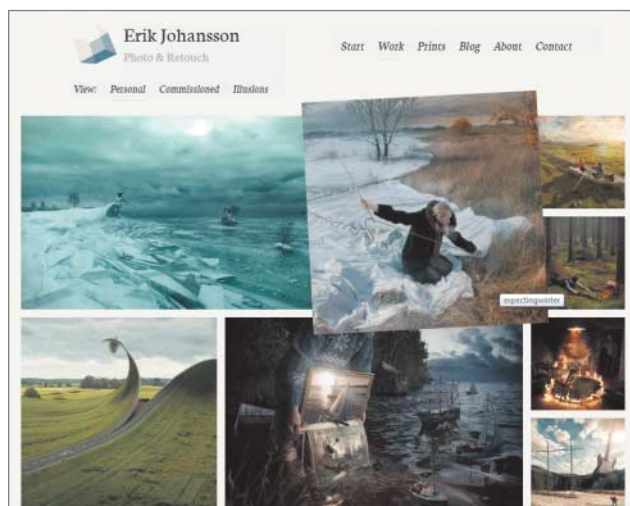 Erik Johansson
Photo & Retouch
Start Work Prints Blog About Contact
View: Personal Commissioned Illusions
expectingwinter